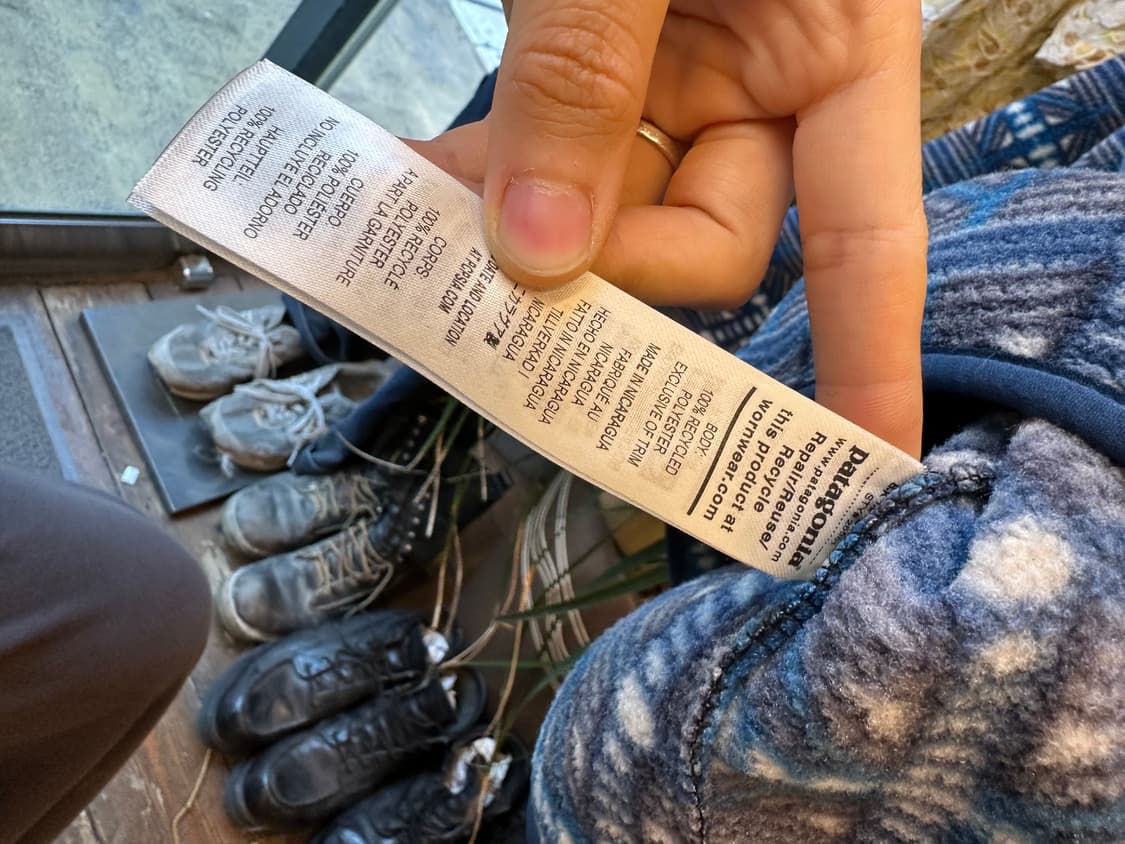 patagonia
www.patagonia.com
Repair/Reuse/
Recycle
this product at
wornwear.com
BODY:
100% RECYCLED
POLYESTER
EXCLUSIVE OF TRIM
MADE IN NICARAGUA
FABRIQUÉ AU
NICARAGUA
HECHO EN NICARAGUA
FATTO IN NICARAGUA
TILLVERKAD I
NICARAGUA
ニカラグア製
DATE AND LOCATION
AT PQPSIA.COM
CORPS:
100% RECYCLÉ
POLYESTER
À PART LA GARNITURE
CUERPO:
100% POLIÉSTER
RECICLADO
NO INCLUYE EL ADORNO
HAUPTTEIL:
100% RECYCLING
POLYESTER